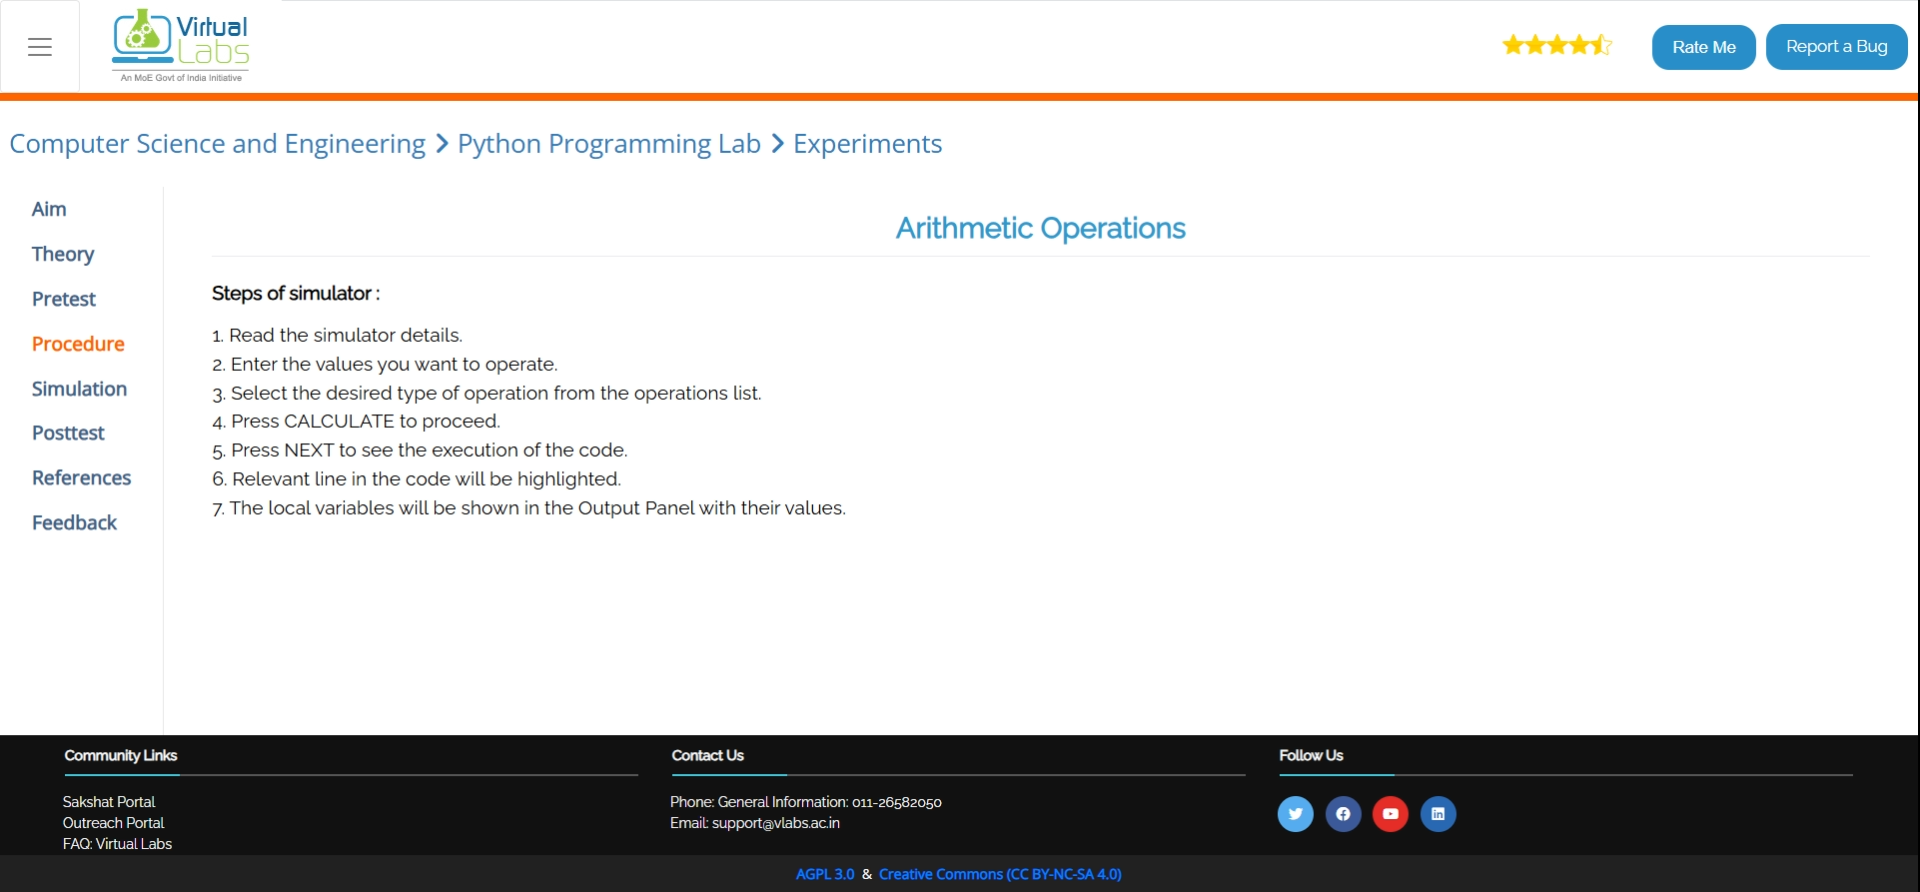 Virtual
Labs
An MoE Govt of India Initiative
Rate Me
Report a Bug
Computer Science and Engineering > Python Programming Lab > Experiments
Aim
Theory
Pretest
Procedure
Simulation
Posttest
References
Feedback
Arithmetic Operations
Steps of simulator :
1. Read the simulator details.
2. Enter the values you want to operate.
3. Select the desired type of operation from the operations list.
4. Press CALCULATE to proceed.
5. Press NEXT to see the execution of the code.
6. Relevant line in the code will be highlighted.
7. The local variables will be shown in the Output Panel with their values.
Community Links
Sakshat Portal
Outreach Portal
FAQ: Virtual Labs
Contact Us
Phone: General Information: 011-26582050
Email: support@vlabs.ac.in
Follow Us
AGPL 3.0 & Creative Commons (CC BY-NC-SA 4.0)